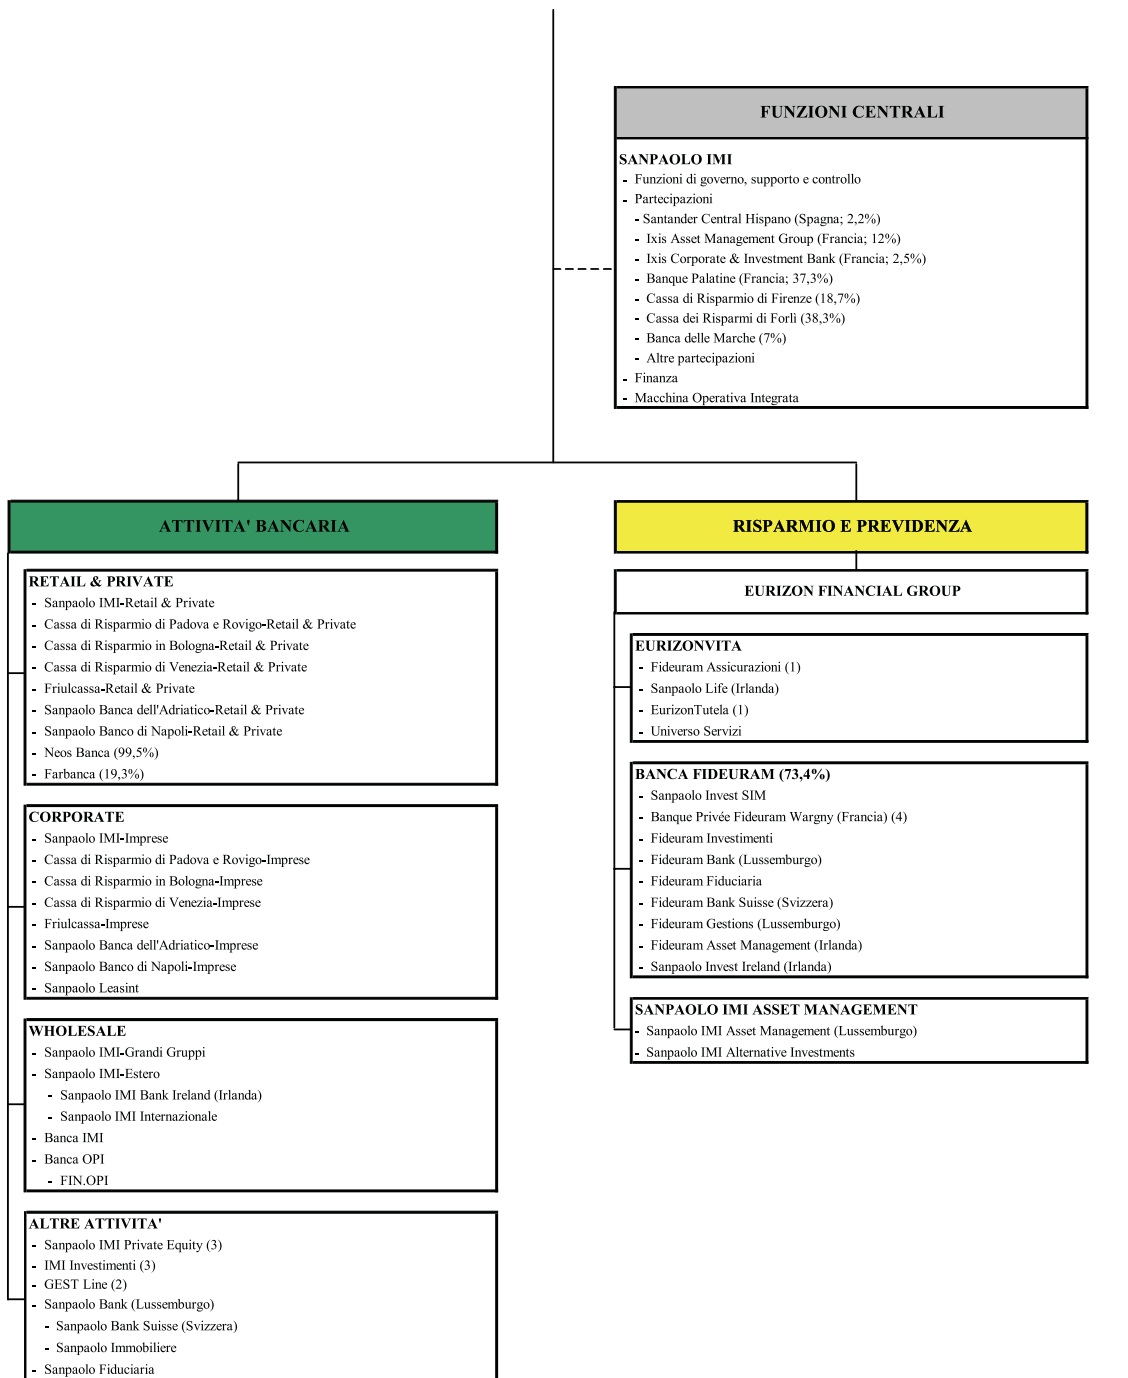 FUNZIONI CENTRALI
SANPAOLO IMI
- Funzioni di governo, supporto e controllo
- Partecipazioni
- Santander Central Hispano (Spagna; 2,2%)
- Ixis Asset Management Group (Francia; 12%)
- Ixis Corporate & Investment Bank (Francia; 2,5%)
- Banque Palatine (Francia; 37,3%)
- Cassa di Risparmio di Firenze (18,7%)
- Cassa dei Risparmi di Forlì (38,3%)
- Banca delle Marche (7%)
- Altre partecipazioni
- Finanza
- Macchina Operativa Integrata
ATTIVITA' BANCARIA
RETAIL & PRIVATE
- Sanpaolo IMI-Retail & Private
- Cassa di Risparmio di Padova e Rovigo-Retail & Private
- Cassa di Risparmio in Bologna-Retail & Private
- Cassa di Risparmio di Venezia-Retail & Private
- Friulcassa-Retail & Private
- Sanpaolo Banca dell'Adriatico-Retail & Private
- Sanpaolo Banco di Napoli-Retail & Private
- Neos Banca (99,5%)
- Farbanca (19,3%)
CORPORATE
- Sanpaolo IMI-Imprese
- Cassa di Risparmio di Padova e Rovigo-Imprese
- Cassa di Risparmio in Bologna-Imprese
- Cassa di Risparmio di Venezia-Imprese
- Friulcassa-Imprese
- Sanpaolo Banca dell'Adriatico-Imprese
- Sanpaolo Banco di Napoli-Imprese
- Sanpaolo Leasint
WHOLESALE
- Sanpaolo IMI-Grandi Gruppi
- Sanpaolo IMI-Estero
- Sanpaolo IMI Bank Ireland (Irlanda)
- Sanpaolo IMI Internazionale
- Banca IMI
- Banca OPI
- FIN.OPI
ALTRE ATTIVITA'
- Sanpaolo IMI Private Equity (3)
- IMI Investimenti (3)
- GEST Line (2)
- Sanpaolo Bank (Lussemburgo)
- Sanpaolo Bank Suisse (Svizzera)
- Sanpaolo Immobiliere
- Sanpaolo Fiduciaria
RISPARMIO E PREVIDENZA
EURIZON FINANCIAL GROUP
EURIZONVITA
- Fideuram Assicurazioni (1)
- Sanpaolo Life (Irlanda)
- EurizonTutela (1)
- Universo Servizi
BANCA FIDEURAM (73,4%)
- Sanpaolo Invest SIM
- Banque Privée Fideuram Wargny (Francia) (4)
- Fideuram Investimenti
- Fideuram Bank (Lussemburgo)
- Fideuram Fiduciaria
- Fideuram Bank Suisse (Svizzera)
- Fideuram Gestions (Lussemburgo)
- Fideuram Asset Management (Irlanda)
- Sanpaolo Invest Ireland (Irlanda)
SANPAOLO IMI ASSET MANAGEMENT
- Sanpaolo IMI Asset Management (Lussemburgo)
- Sanpaolo IMI Alternative Investments